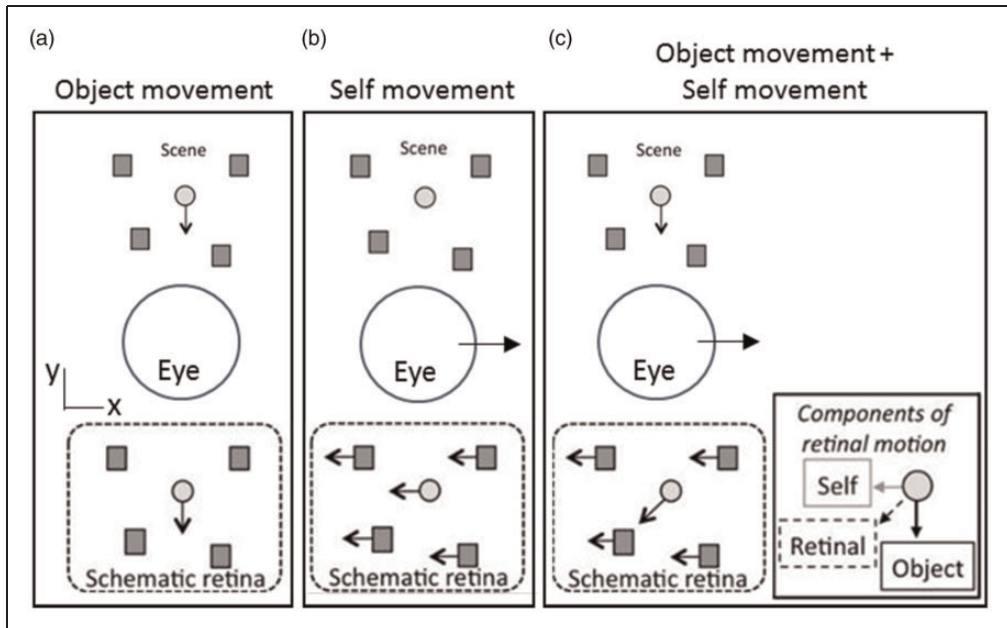 (a)
Object movement
Scene
Eye
y
x
Schematic retina
(b)
Self movement
Scene
Eye
Schematic retina
(c)
Object movement +
Self movement
Scene
Eye
Schematic retina
Components of
retinal motion
Self
Retinal
Object